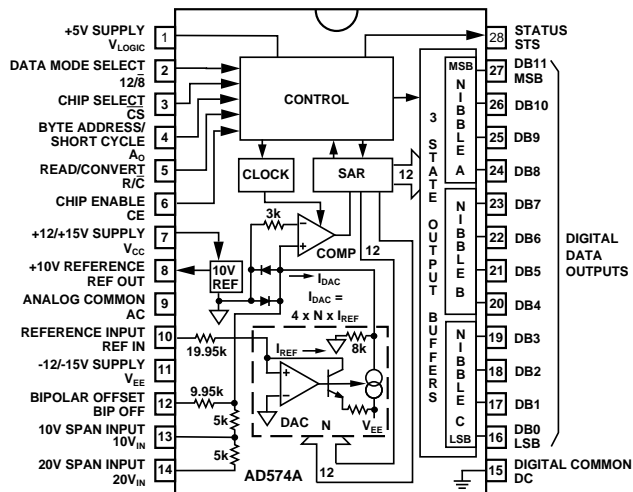 +5V SUPPLY
VLOGIC
1
DATA MODE SELECT
12/8̅
2
CHIP SELECT
C̅S̅
3
BYTE ADDRESS/
SHORT CYCLE
AO
4
READ/CONVERT
R/C̅
5
CHIP ENABLE
CE
6
+12/+15V SUPPLY
VCC
7
+10V REFERENCE
REF OUT
8
ANALOG COMMON
AC
9
REFERENCE INPUT
REF IN
10
-12/-15V SUPPLY
VEE
11
BIPOLAR OFFSET
BIP OFF
12
10V SPAN INPUT
10VIN
13
20V SPAN INPUT
20VIN
14
CONTROL
CLOCK
SAR
12
3k
COMP
12
10V
REF
IDAC
IDAC =
4 x N x IREF
19.95k
IREF
8k
9.95k
5k
5k
DAC
N
VEE
12
AD574A
3 STATE OUTPUT BUFFERS
MSB
NIBBLE A
NIBBLE B
NIBBLE C
LSB
28
STATUS
STS
27
DB11
MSB
26
DB10
25
DB9
24
DB8
23
DB7
22
DB6
21
DB5
20
DB4
19
DB3
18
DB2
17
DB1
16
DB0
LSB
15
DIGITAL COMMON
DC
DIGITAL
DATA
OUTPUTS